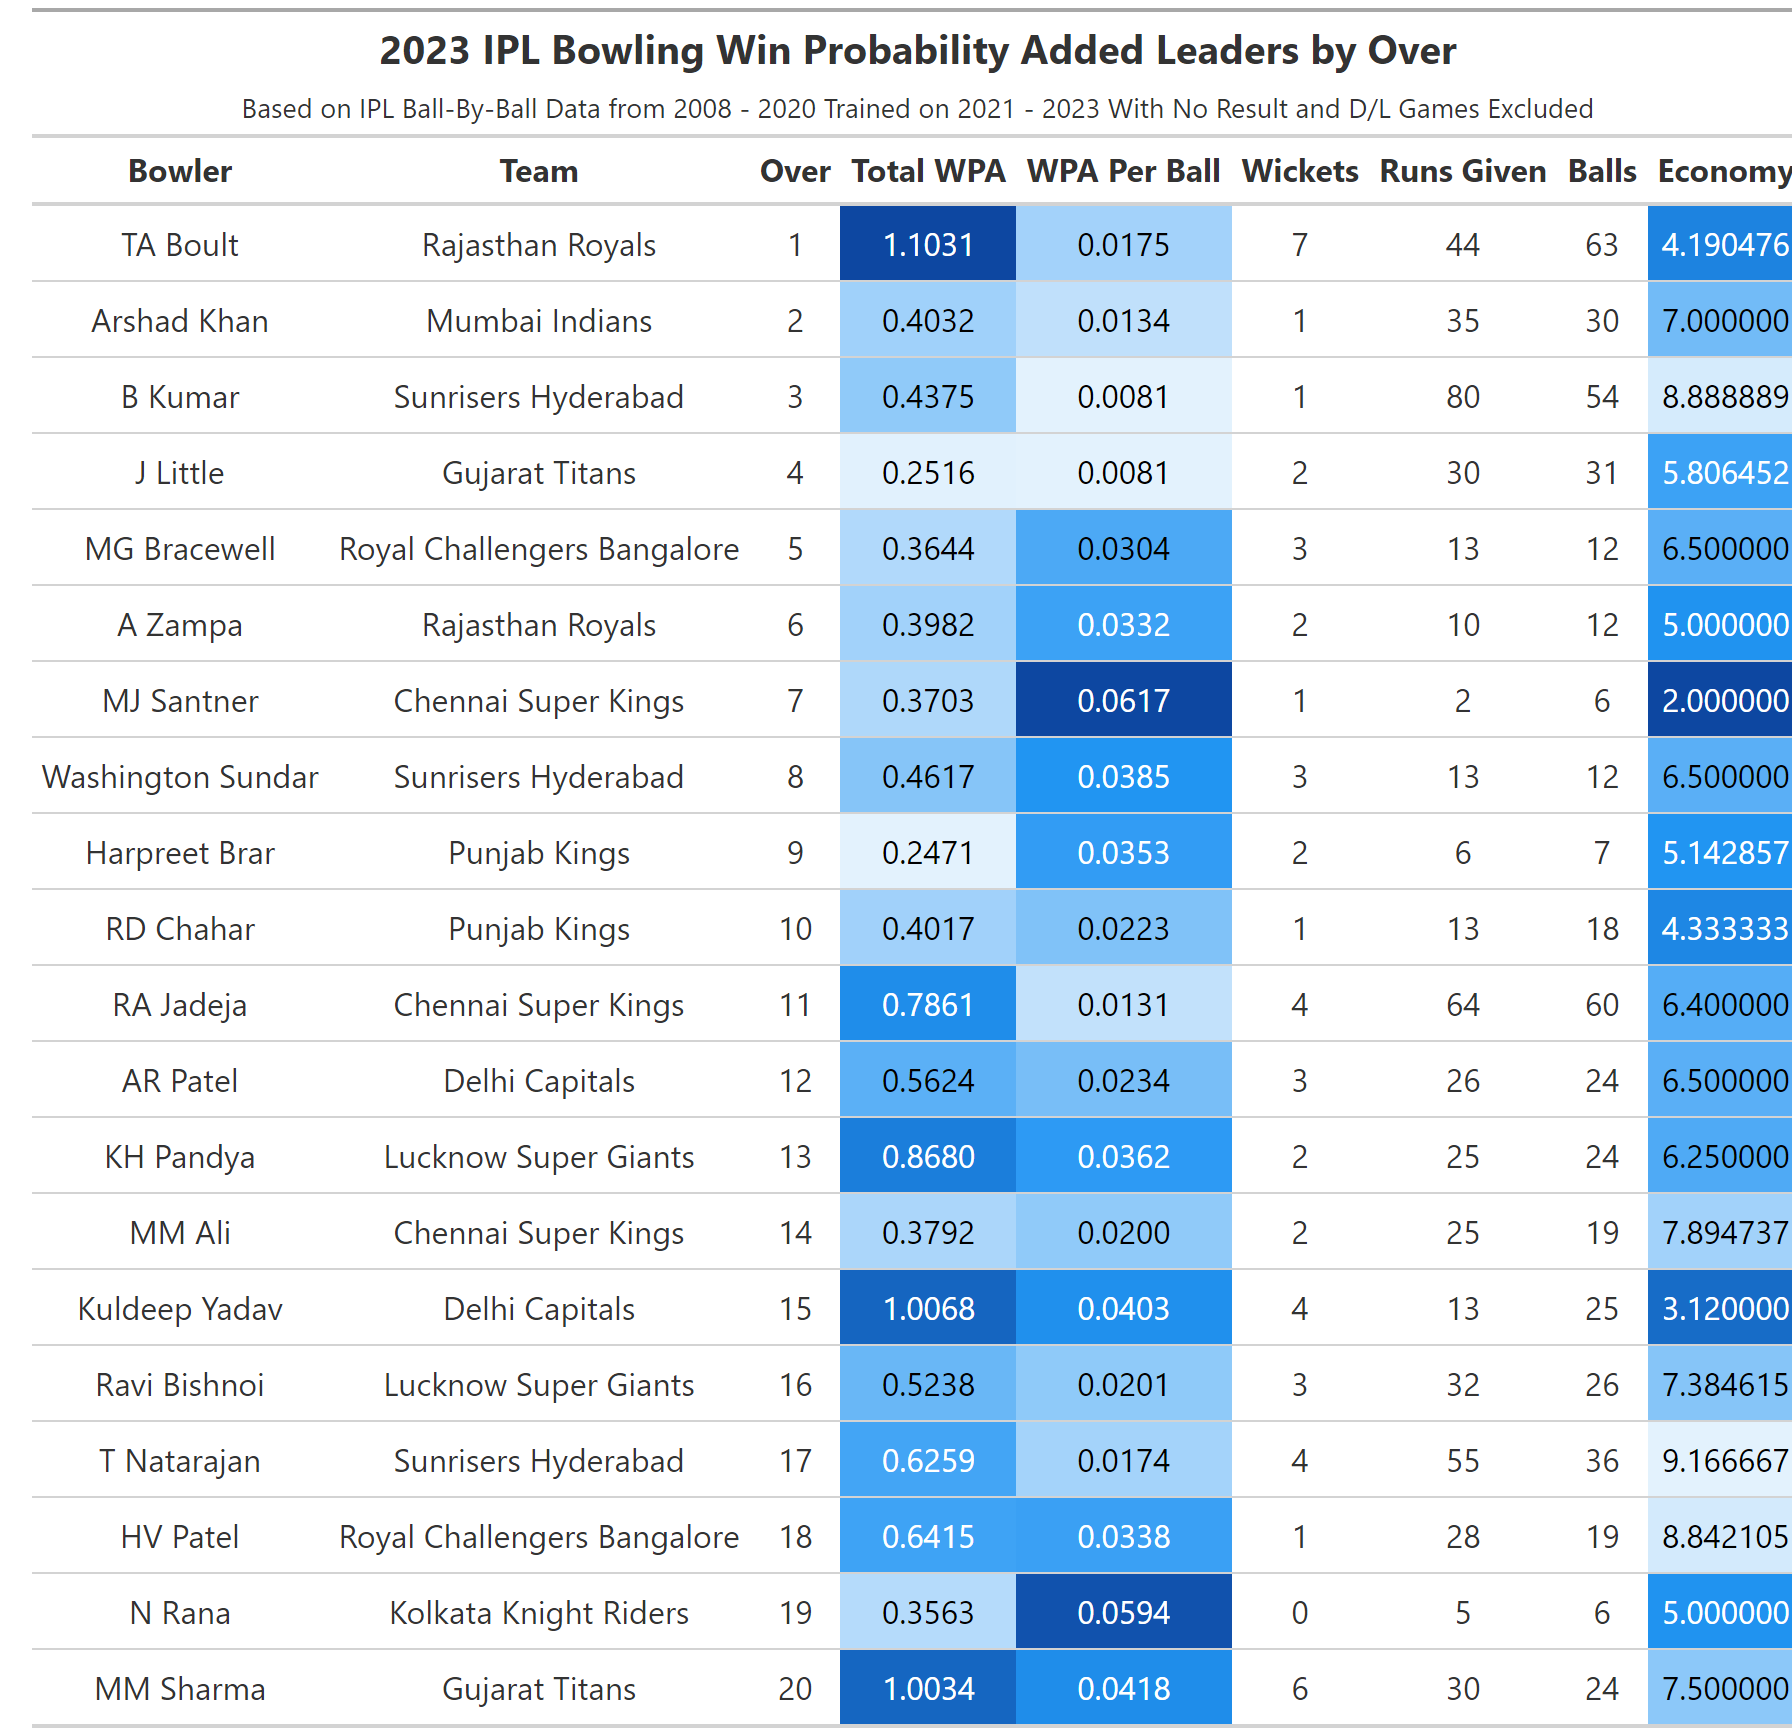 2023 IPL Bowling Win Probability Added Leaders by Over
Based on IPL Ball-By-Ball Data from 2008 - 2020 Trained on 2021 - 2023 With No Result and D/L Games Excluded
Bowler Team Over Total WPA WPA Per Ball Wickets Runs Given Balls Economy
TA Boult Rajasthan Royals 1 1.1031 0.0175 7 44 63 4.190476
Arshad Khan Mumbai Indians 2 0.4032 0.0134 1 35 30 7.000000
B Kumar Sunrisers Hyderabad 3 0.4375 0.0081 1 80 54 8.888889
J Little Gujarat Titans 4 0.2516 0.0081 2 30 31 5.806452
MG Bracewell Royal Challengers Bangalore 5 0.3644 0.0304 3 13 12 6.500000
A Zampa Rajasthan Royals 6 0.3982 0.0332 2 10 12 5.000000
MJ Santner Chennai Super Kings 7 0.3703 0.0617 1 2 6 2.000000
Washington Sundar Sunrisers Hyderabad 8 0.4617 0.0385 3 13 12 6.500000
Harpreet Brar Punjab Kings 9 0.2471 0.0353 2 6 7 5.142857
RD Chahar Punjab Kings 10 0.4017 0.0223 1 13 18 4.333333
RA Jadeja Chennai Super Kings 11 0.7861 0.0131 4 64 60 6.400000
AR Patel Delhi Capitals 12 0.5624 0.0234 3 26 24 6.500000
KH Pandya Lucknow Super Giants 13 0.8680 0.0362 2 25 24 6.250000
MM Ali Chennai Super Kings 14 0.3792 0.0200 2 25 19 7.894737
Kuldeep Yadav Delhi Capitals 15 1.0068 0.0403 4 13 25 3.120000
Ravi Bishnoi Lucknow Super Giants 16 0.5238 0.0201 3 32 26 7.384615
T Natarajan Sunrisers Hyderabad 17 0.6259 0.0174 4 55 36 9.166667
HV Patel Royal Challengers Bangalore 18 0.6415 0.0338 1 28 19 8.842105
N Rana Kolkata Knight Riders 19 0.3563 0.0594 0 5 6 5.000000
MM Sharma Gujarat Titans 20 1.0034 0.0418 6 30 24 7.500000